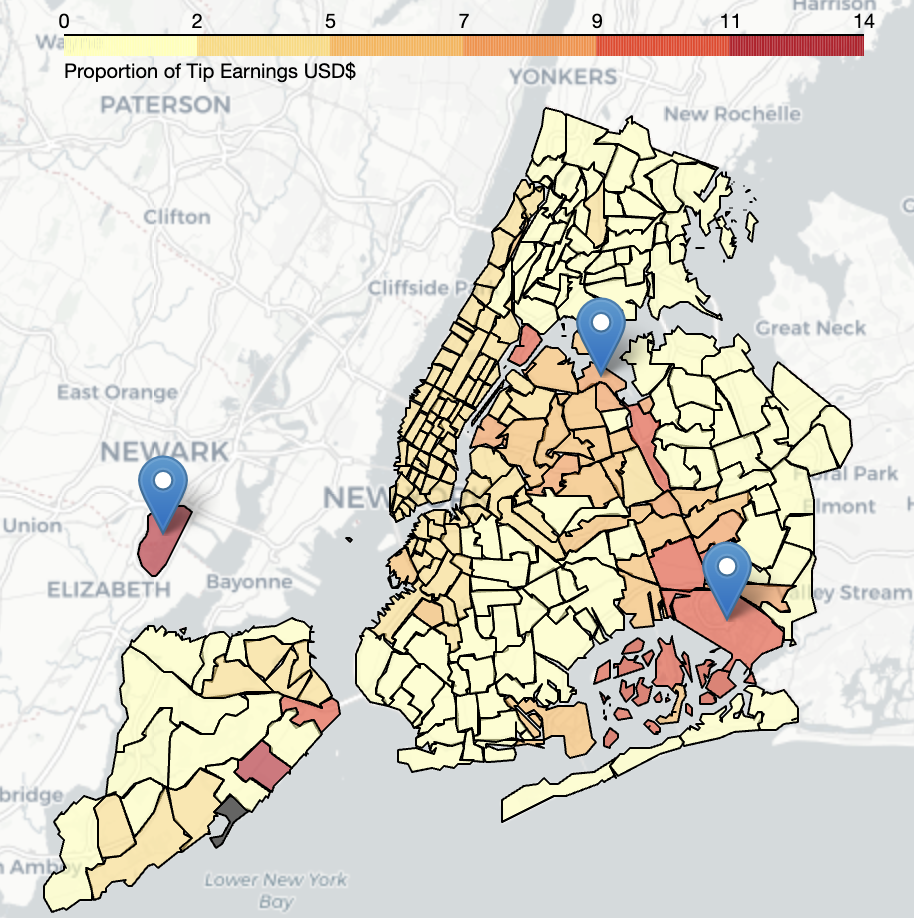 Harrison
0 2 5 7 9 11 14
Proportion of Tip Earnings USD$
YONKERS
PATERSON
New Rochelle
Clifton
Cliffside
Great Neck
East Orange
NEWARK
Floral Park
NEW
Elmont
Union
ELIZABETH
Bayonne
Valley Stream
bridge
Amboy
Lower New York
Bay